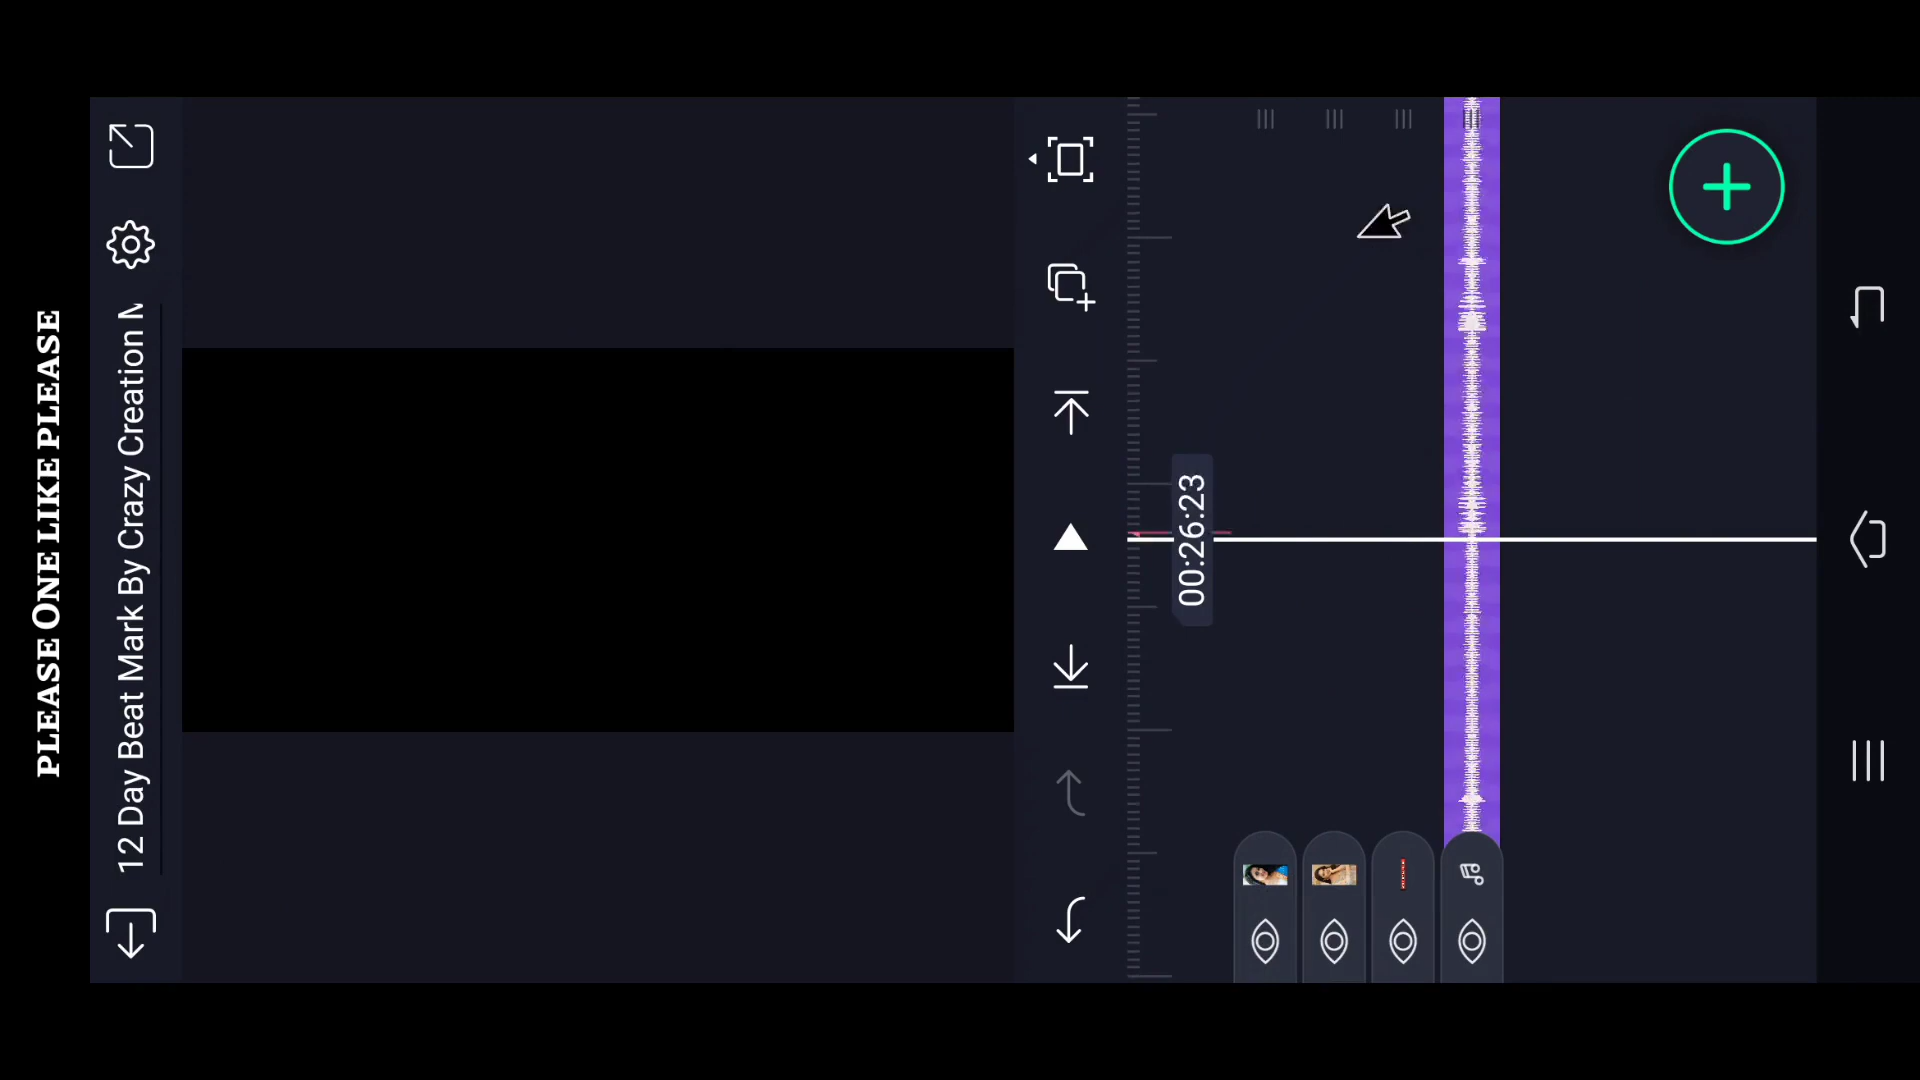 PLEASE ONE LIKE PLEASE
12 Day Beat Mark By Crazy Creation
00:26:23